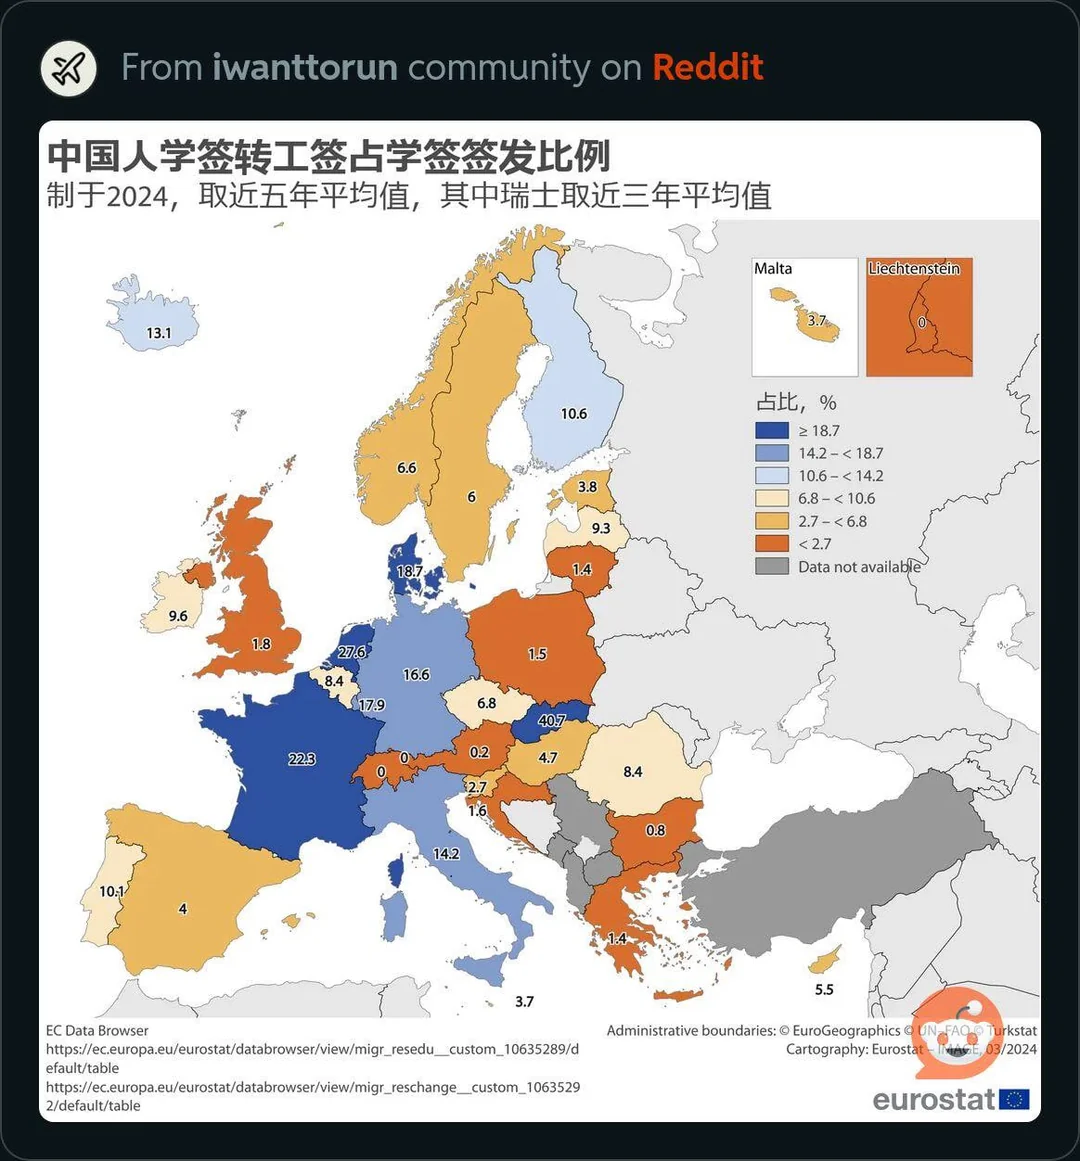 From iwanttorun community on Reddit
中国人学签转工签占学签签发比例
制于2024，取近五年平均值，其中瑞士取近三年平均值
Malta
3.7
Liechtenstein
0
占比，%
≥ 18.7
14.2 – < 18.7
10.6 – < 14.2
6.8 – < 10.6
2.7 – < 6.8
< 2.7
Data not available
13.1
10.6
6.6
6
3.8
9.3
1.4
18.7
9.6
1.8
27.6
8.4
17.9
16.6
1.5
6.8
40.7
22.3
0
0
0.2
4.7
8.4
2.7
1.6
0.8
14.2
10.1
4
1.4
3.7
5.5
EC Data Browser
https://ec.europa.eu/eurostat/databrowser/view/migr_resedu__custom_10635289/d
efault/table
https://ec.europa.eu/eurostat/databrowser/view/migr_reschange__custom_1063529
2/default/table
Administrative boundaries: © EuroGeographics © UN–FAO © Turkstat
Cartography: Eurostat – IMAGE, 03/2024
eurostat